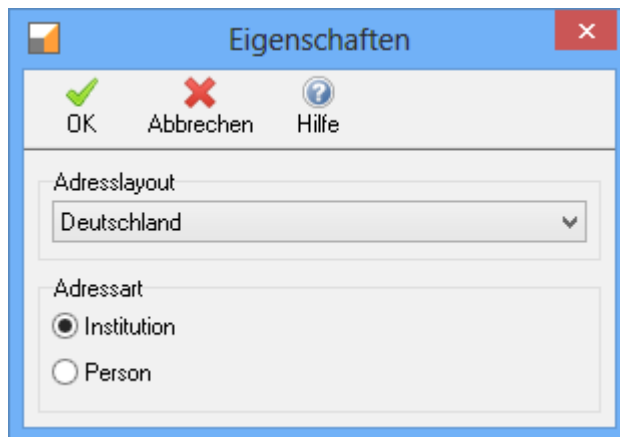 Eigenschaften
OK Abbrechen Hilfe
Adresslayout
Deutschland
Adressart
Institution
Person